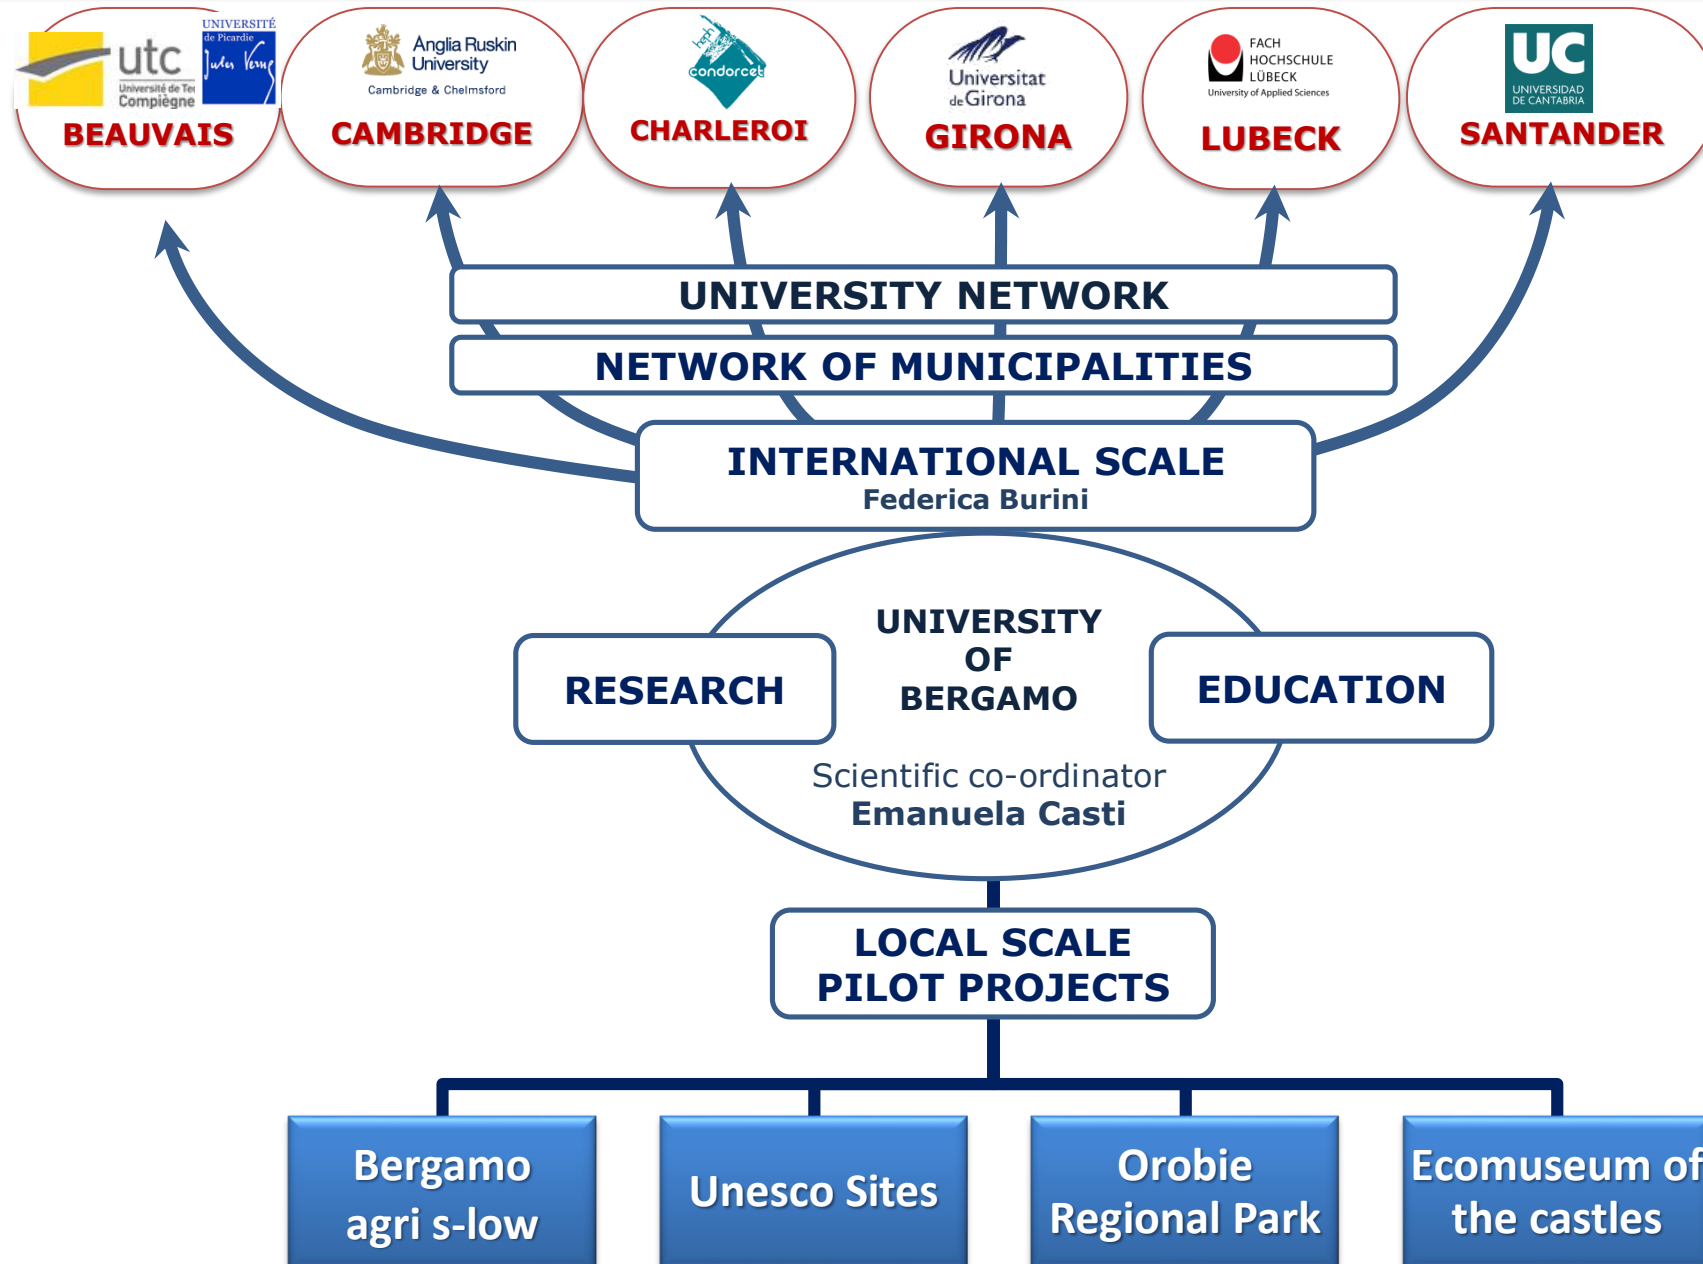 utc
Université de Te
Compiègne
UNIVERSITÉ
de Picardie
Jules Verne
BEAUVAIS
Anglia Ruskin
University
Cambridge & Chelmsford
CAMBRIDGE
heph
condorcet
CHARLEROI
Universitat
de Girona
GIRONA
FACH
HOCHSCHULE
LÜBECK
University of Applied Sciences
LUBECK
UC
UNIVERSIDAD
DE CANTABRIA
SANTANDER
UNIVERSITY NETWORK
NETWORK OF MUNICIPALITIES
INTERNATIONAL SCALE
Federica Burini
UNIVERSITY
OF
BERGAMO
RESEARCH
EDUCATION
Scientific co-ordinator
Emanuela Casti
LOCAL SCALE
PILOT PROJECTS
Bergamo
agri s-low
Unesco Sites
Orobie
Regional Park
Ecomuseum of
the castles